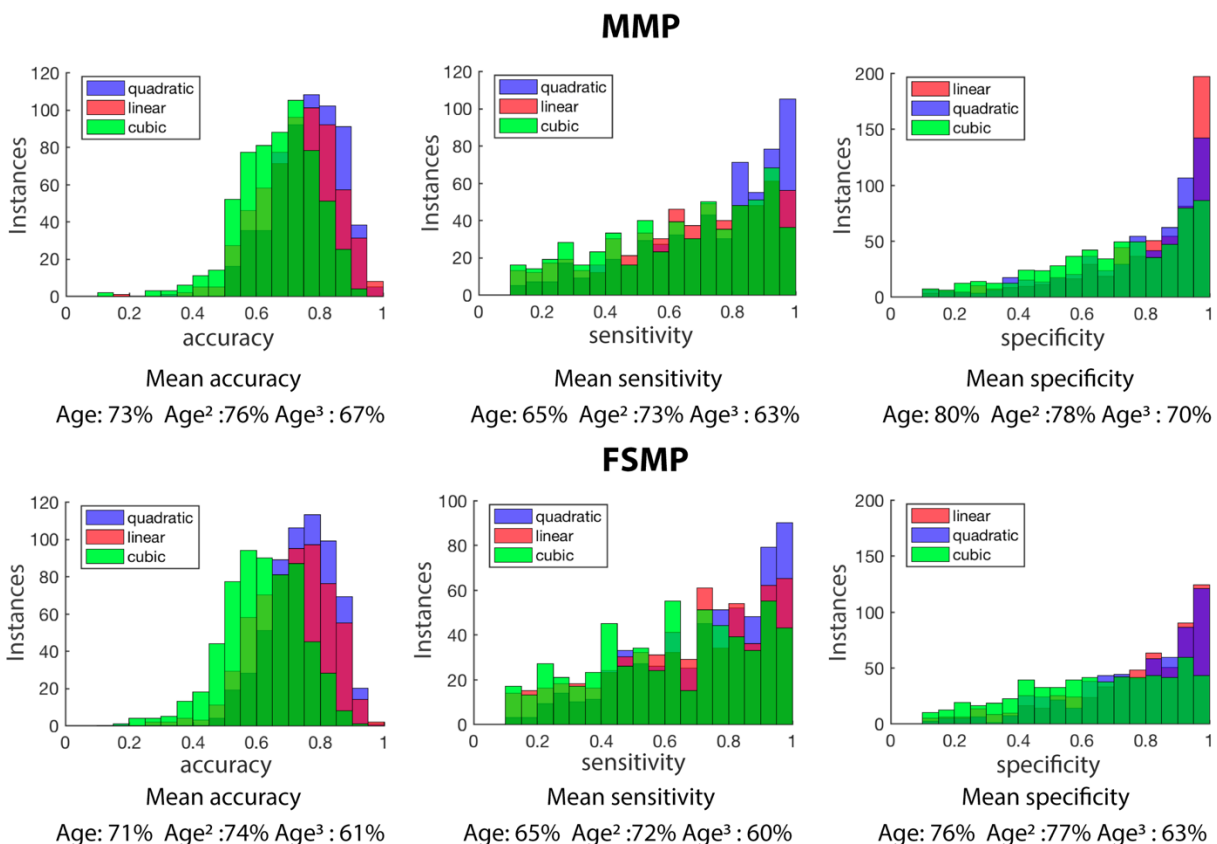 MMP
120
100
80
60
40
20
0
Instances
quadratic
linear
cubic
0 0.2 0.4 0.6 0.8 1
accuracy
Mean accuracy
Age: 73% Age² :76% Age³ : 67%
120
100
80
60
40
20
0
Instances
quadratic
linear
cubic
0 0.2 0.4 0.6 0.8 1
sensitivity
Mean sensitivity
Age: 65% Age² :73% Age³ : 63%
200
150
100
50
0
Instances
linear
quadratic
cubic
0 0.2 0.4 0.6 0.8 1
specificity
Mean specificity
Age: 80% Age² :78% Age³ : 70%
FSMP
120
100
80
60
40
20
0
Instances
quadratic
linear
cubic
0 0.2 0.4 0.6 0.8 1
accuracy
Mean accuracy
Age: 71% Age² :74% Age³ : 61%
100
80
60
40
20
0
Instances
quadratic
linear
cubic
0 0.2 0.4 0.6 0.8 1
sensitivity
Mean sensitivity
Age: 65% Age² :72% Age³ : 60%
200
150
100
50
0
Instances
linear
quadratic
cubic
0 0.2 0.4 0.6 0.8 1
specificity
Mean specificity
Age: 76% Age² :77% Age³ : 63%